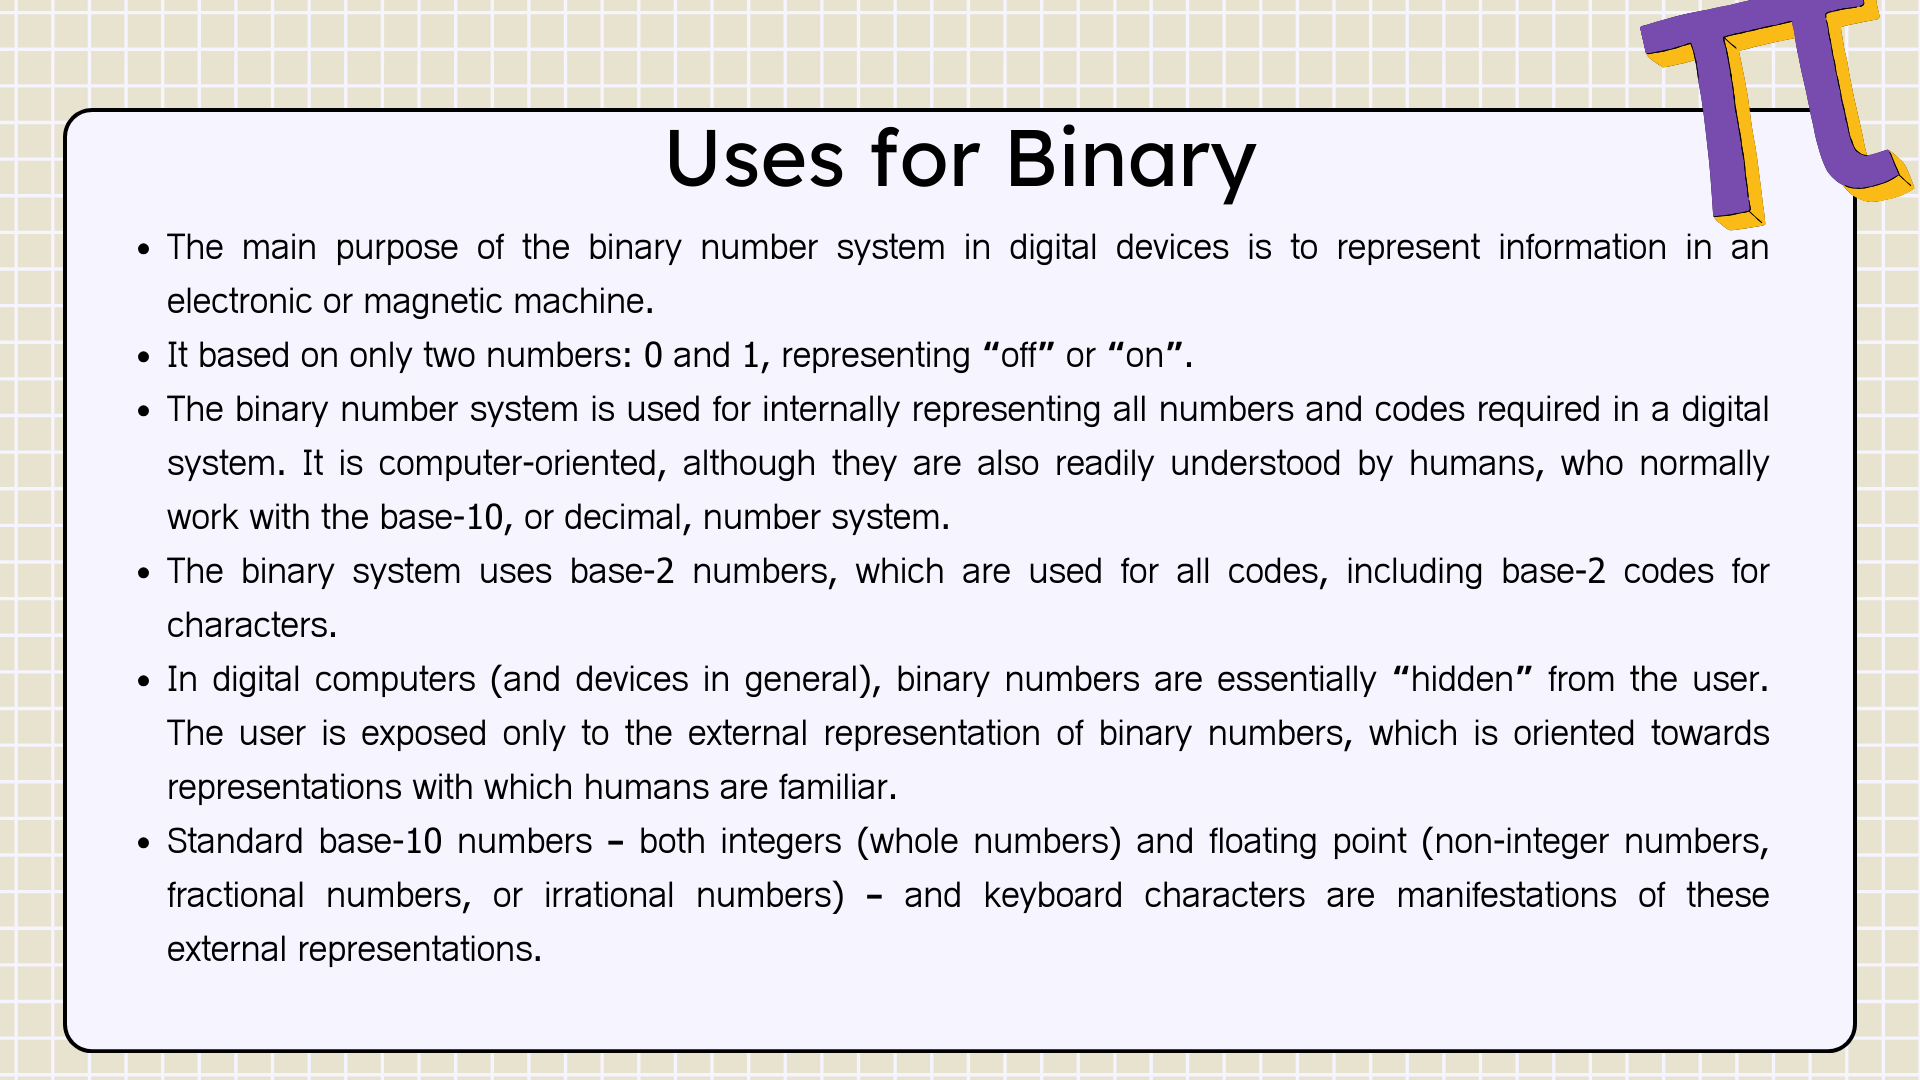 Uses for Binary
• The main purpose of the binary number system in digital devices is to represent information in an
electronic or magnetic machine.
• It based on only two numbers: 0 and 1, representing “off” or “on”.
• The binary number system is used for internally representing all numbers and codes required in a digital
system. It is computer-oriented, although they are also readily understood by humans, who normally
work with the base-10, or decimal, number system.
• The binary system uses base-2 numbers, which are used for all codes, including base-2 codes for
characters.
• In digital computers (and devices in general), binary numbers are essentially “hidden” from the user.
The user is exposed only to the external representation of binary numbers, which is oriented towards
representations with which humans are familiar.
• Standard base-10 numbers – both integers (whole numbers) and floating point (non-integer numbers,
fractional numbers, or irrational numbers) – and keyboard characters are manifestations of these
external representations.